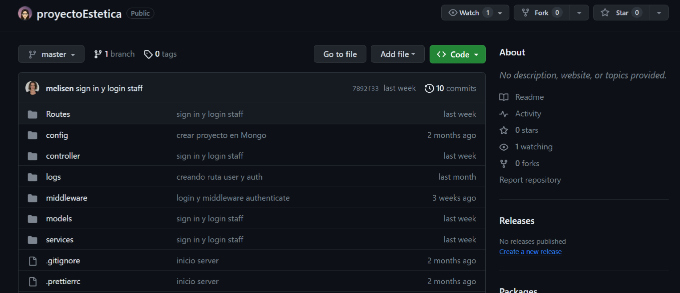 proyectoEstetica Public
Watch 1 Fork 0 Star 0
master 1 branch 0 tags Go to file Add file Code
melisen sign in y login staff 7892f33 last week 10 commits
Routes sign in y login staff last week
config crear proyecto en Mongo 2 months ago
controller sign in y login staff last week
logs creando ruta user y auth last month
middleware login y middleware authenticate 3 weeks ago
models sign in y login staff last week
services sign in y login staff last week
.gitignore inicio server 2 months ago
.prettierrc inicio server 2 months ago
About
No description, website, or topics provided.
Readme
Activity
0 stars
1 watching
0 forks
Report repository
Releases
No releases published
Create a new release
Packages